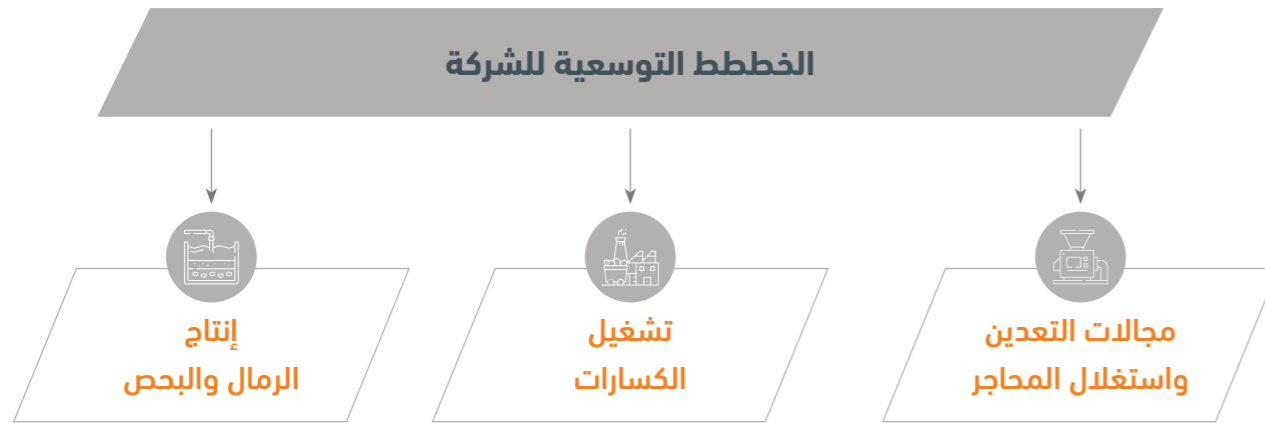 الخططط التوسعية للشركة
مجالات التعدين
واستغلال المحاجر
تشغيل
الكسارات
إنتاج
الرمال والبحص